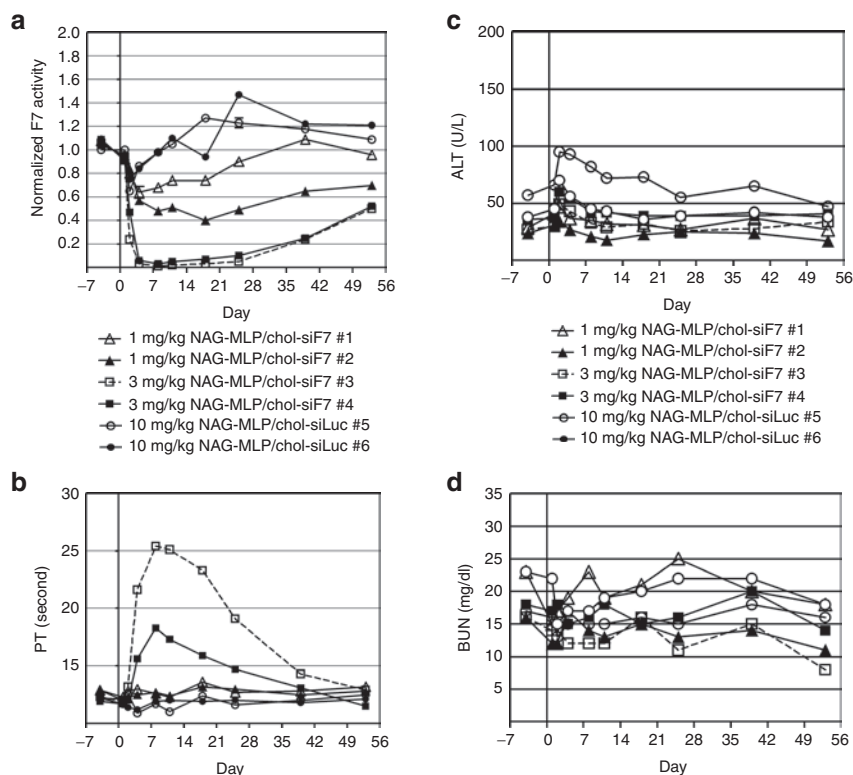 a
2.0
1.8
1.6
1.4
1.2
1.0
0.8
0.6
0.4
0.2
Normalized F7 activity
−7 0 7 14 21 28 35 42 49 56
Day
1 mg/kg NAG-MLP/chol-siF7 #1
1 mg/kg NAG-MLP/chol-siF7 #2
3 mg/kg NAG-MLP/chol-siF7 #3
3 mg/kg NAG-MLP/chol-siF7 #4
10 mg/kg NAG-MLP/chol-siLuc #5
10 mg/kg NAG-MLP/chol-siLuc #6
b
30
25
20
15
PT (second)
−7 0 7 14 21 28 35 42 49 56
Day
c
200
150
100
50
ALT (U/L)
−7 0 7 14 21 28 35 42 49 56
Day
1 mg/kg NAG-MLP/chol-siF7 #1
1 mg/kg NAG-MLP/chol-siF7 #2
3 mg/kg NAG-MLP/chol-siF7 #3
3 mg/kg NAG-MLP/chol-siF7 #4
10 mg/kg NAG-MLP/chol-siLuc #5
10 mg/kg NAG-MLP/chol-siLuc #6
d
35
30
25
20
15
10
5
BUN (mg/dl)
−7 0 7 14 21 28 35 42 49 56
Day